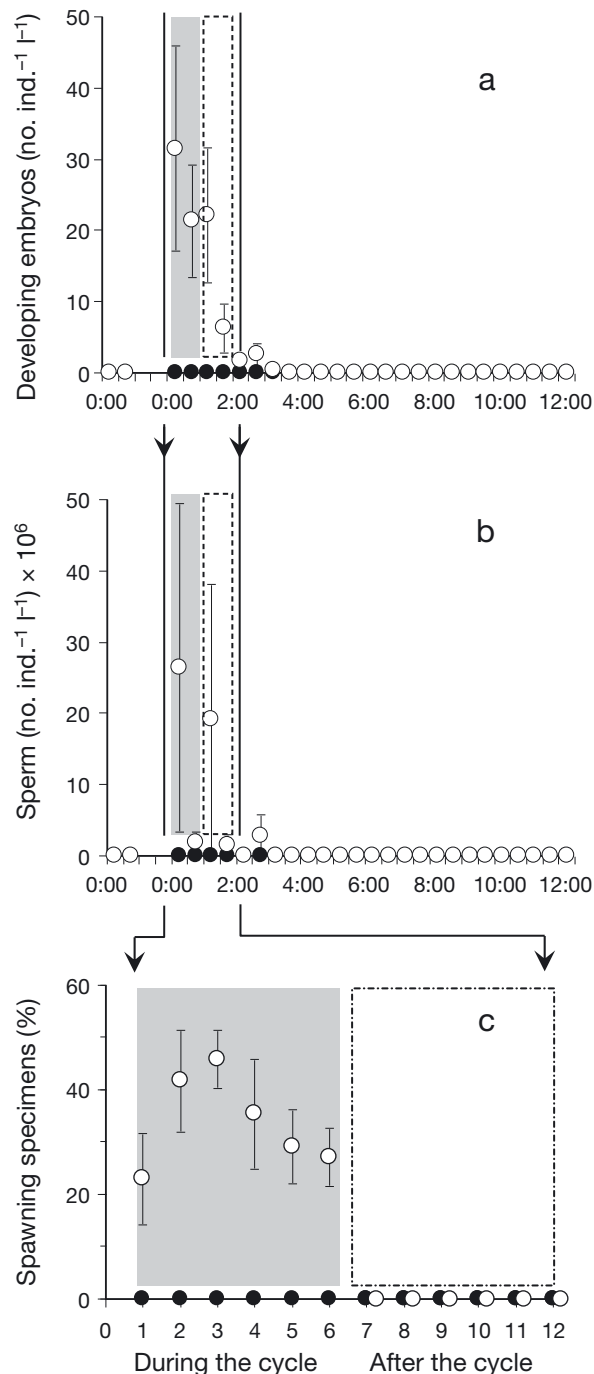 Developing embryos (no. ind.⁻¹ l⁻¹)
50
40
30
20
10
0
a
0:00 0:00 2:00 4:00 6:00 8:00 10:00 12:00
Sperm (no. ind.⁻¹ l⁻¹) × 10⁶
50
40
30
20
10
0
b
0:00 0:00 2:00 4:00 6:00 8:00 10:00 12:00
Spawning specimens (%)
60
40
20
0
c
0 1 2 3 4 5 6 7 8 9 10 11 12
During the cycle After the cycle